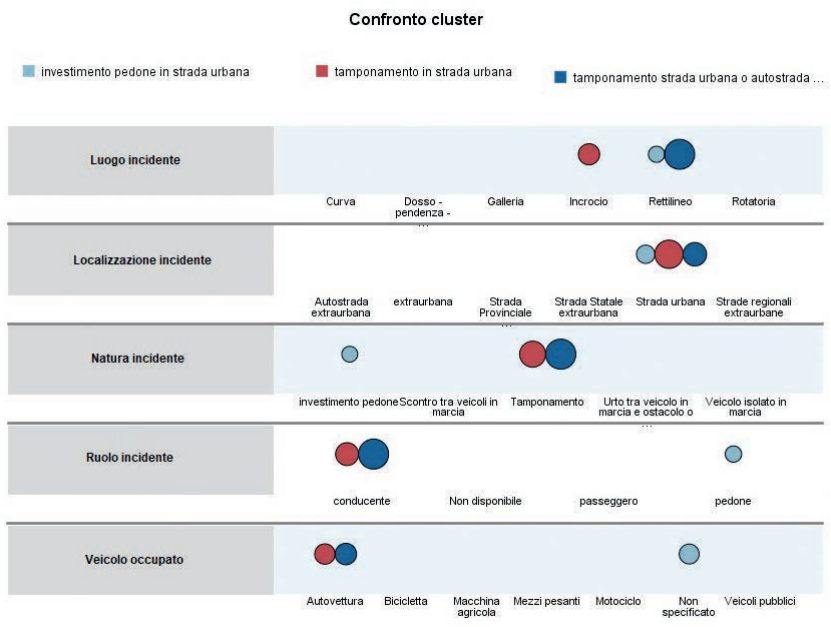 Confronto cluster
investimento pedone in strada urbana
tamponamento in strada urbana
tamponamento strada urbana o autostrada ...
Luogo incidente
Curva
Dosso -
pendenza -
...
Galleria
Incrocio
Rettilineo
Rotatoria
Localizzazione incidente
Autostrada
extraurbana
extraurbana
Strada
Provinciale
...
Strada Statale
extraurbana
Strada urbana
Strade regionali
extraurbane
Natura incidente
investimento pedone
Scontro tra veicoli in
marcia
Tamponamento
Urto tra veicolo in
marcia e ostacolo o
...
Veicolo isolato in
marcia
Ruolo incidente
conducente
Non disponibile
passeggero
pedone
Veicolo occupato
Autovettura
Bicicletta
Macchina
agricola
Mezzi pesanti
Motociclo
Non
specificato
Veicoli pubblici